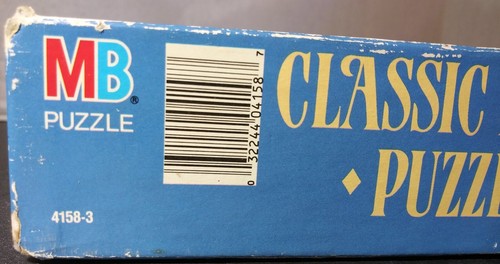 MB®
PUZZLE
4158-3
0 32244 04158 7
CLASSIC
♦ PUZZ